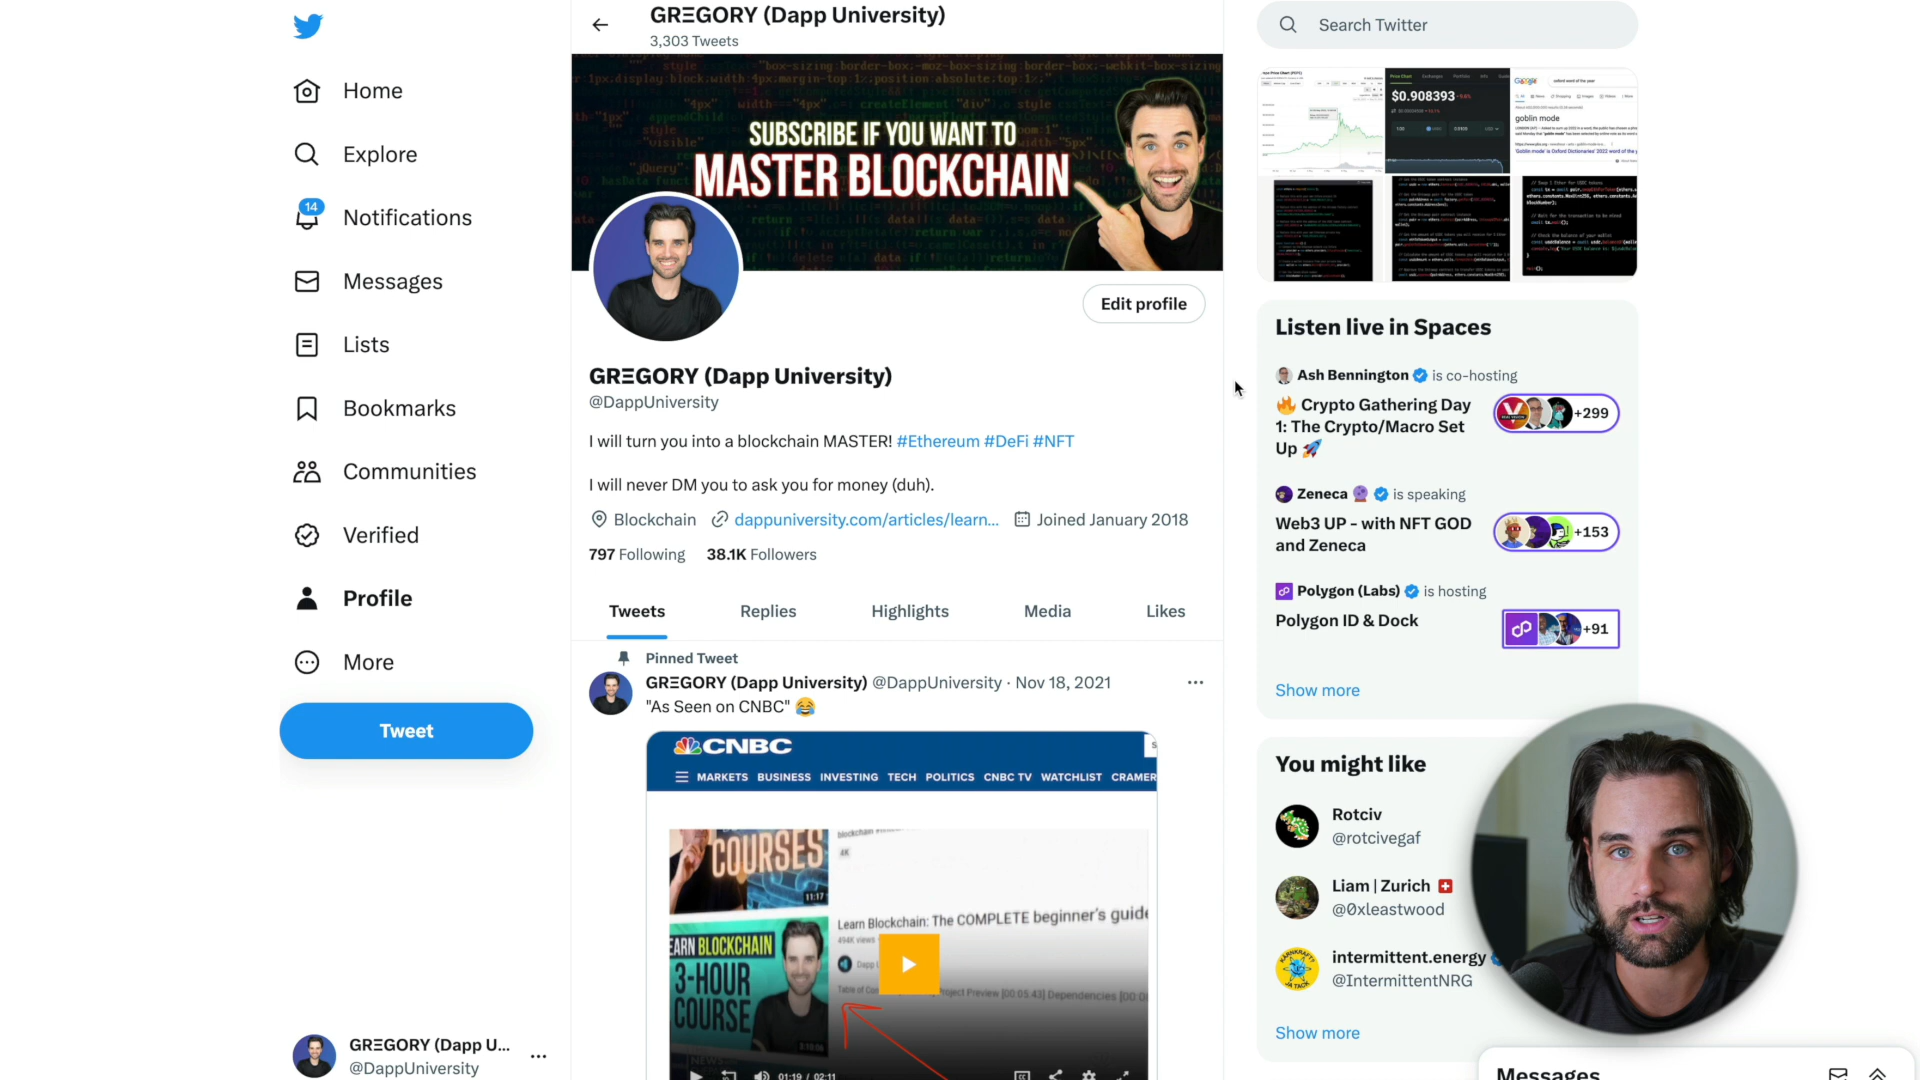 GRΞGORY (Dapp University)
3,303 Tweets
Search Twitter
Home
Explore
14
Notifications
Messages
Lists
Bookmarks
Communities
Verified
Profile
More
Tweet
GRΞGORY (Dapp U...
@DappUniversity
SUBSCRIBE IF YOU WANT TO
MASTER BLOCKCHAIN
Edit profile
GRΞGORY (Dapp University)
@DappUniversity
I will turn you into a blockchain MASTER! #Ethereum #DeFi #NFT
I will never DM you to ask you for money (duh).
Blockchain dappuniversity.com/articles/learn... Joined January 2018
797 Following 38.1K Followers
Tweets Replies Highlights Media Likes
Pinned Tweet
GRΞGORY (Dapp University) @DappUniversity · Nov 18, 2021
"As Seen on CNBC" 😂
CNBC
MARKETS BUSINESS INVESTING TECH POLITICS CNBC TV WATCHLIST CRAMER
COURSES
11:17
4K
Learn Blockchain: The COMPLETE beginner's guide
494K views
EARN BLOCKCHAIN
3-HOUR
COURSE
3:10:06
Project Preview [00:05:43] Dependencies [00:0
01:19 / 02:11
$0.908393
goblin mode
Listen live in Spaces
Ash Bennington is co-hosting
🔥 Crypto Gathering Day
1: The Crypto/Macro Set
Up 🚀
+299
Zeneca 🔮 is speaking
Web3 UP - with NFT GOD
and Zeneca
+153
Polygon (Labs) is hosting
Polygon ID & Dock
+91
Show more
You might like
Rotciv
@rotcivegaf
Liam | Zurich 🇨🇭
@0xleastwood
intermittent.energy
@IntermittentNRG
Show more
Messages